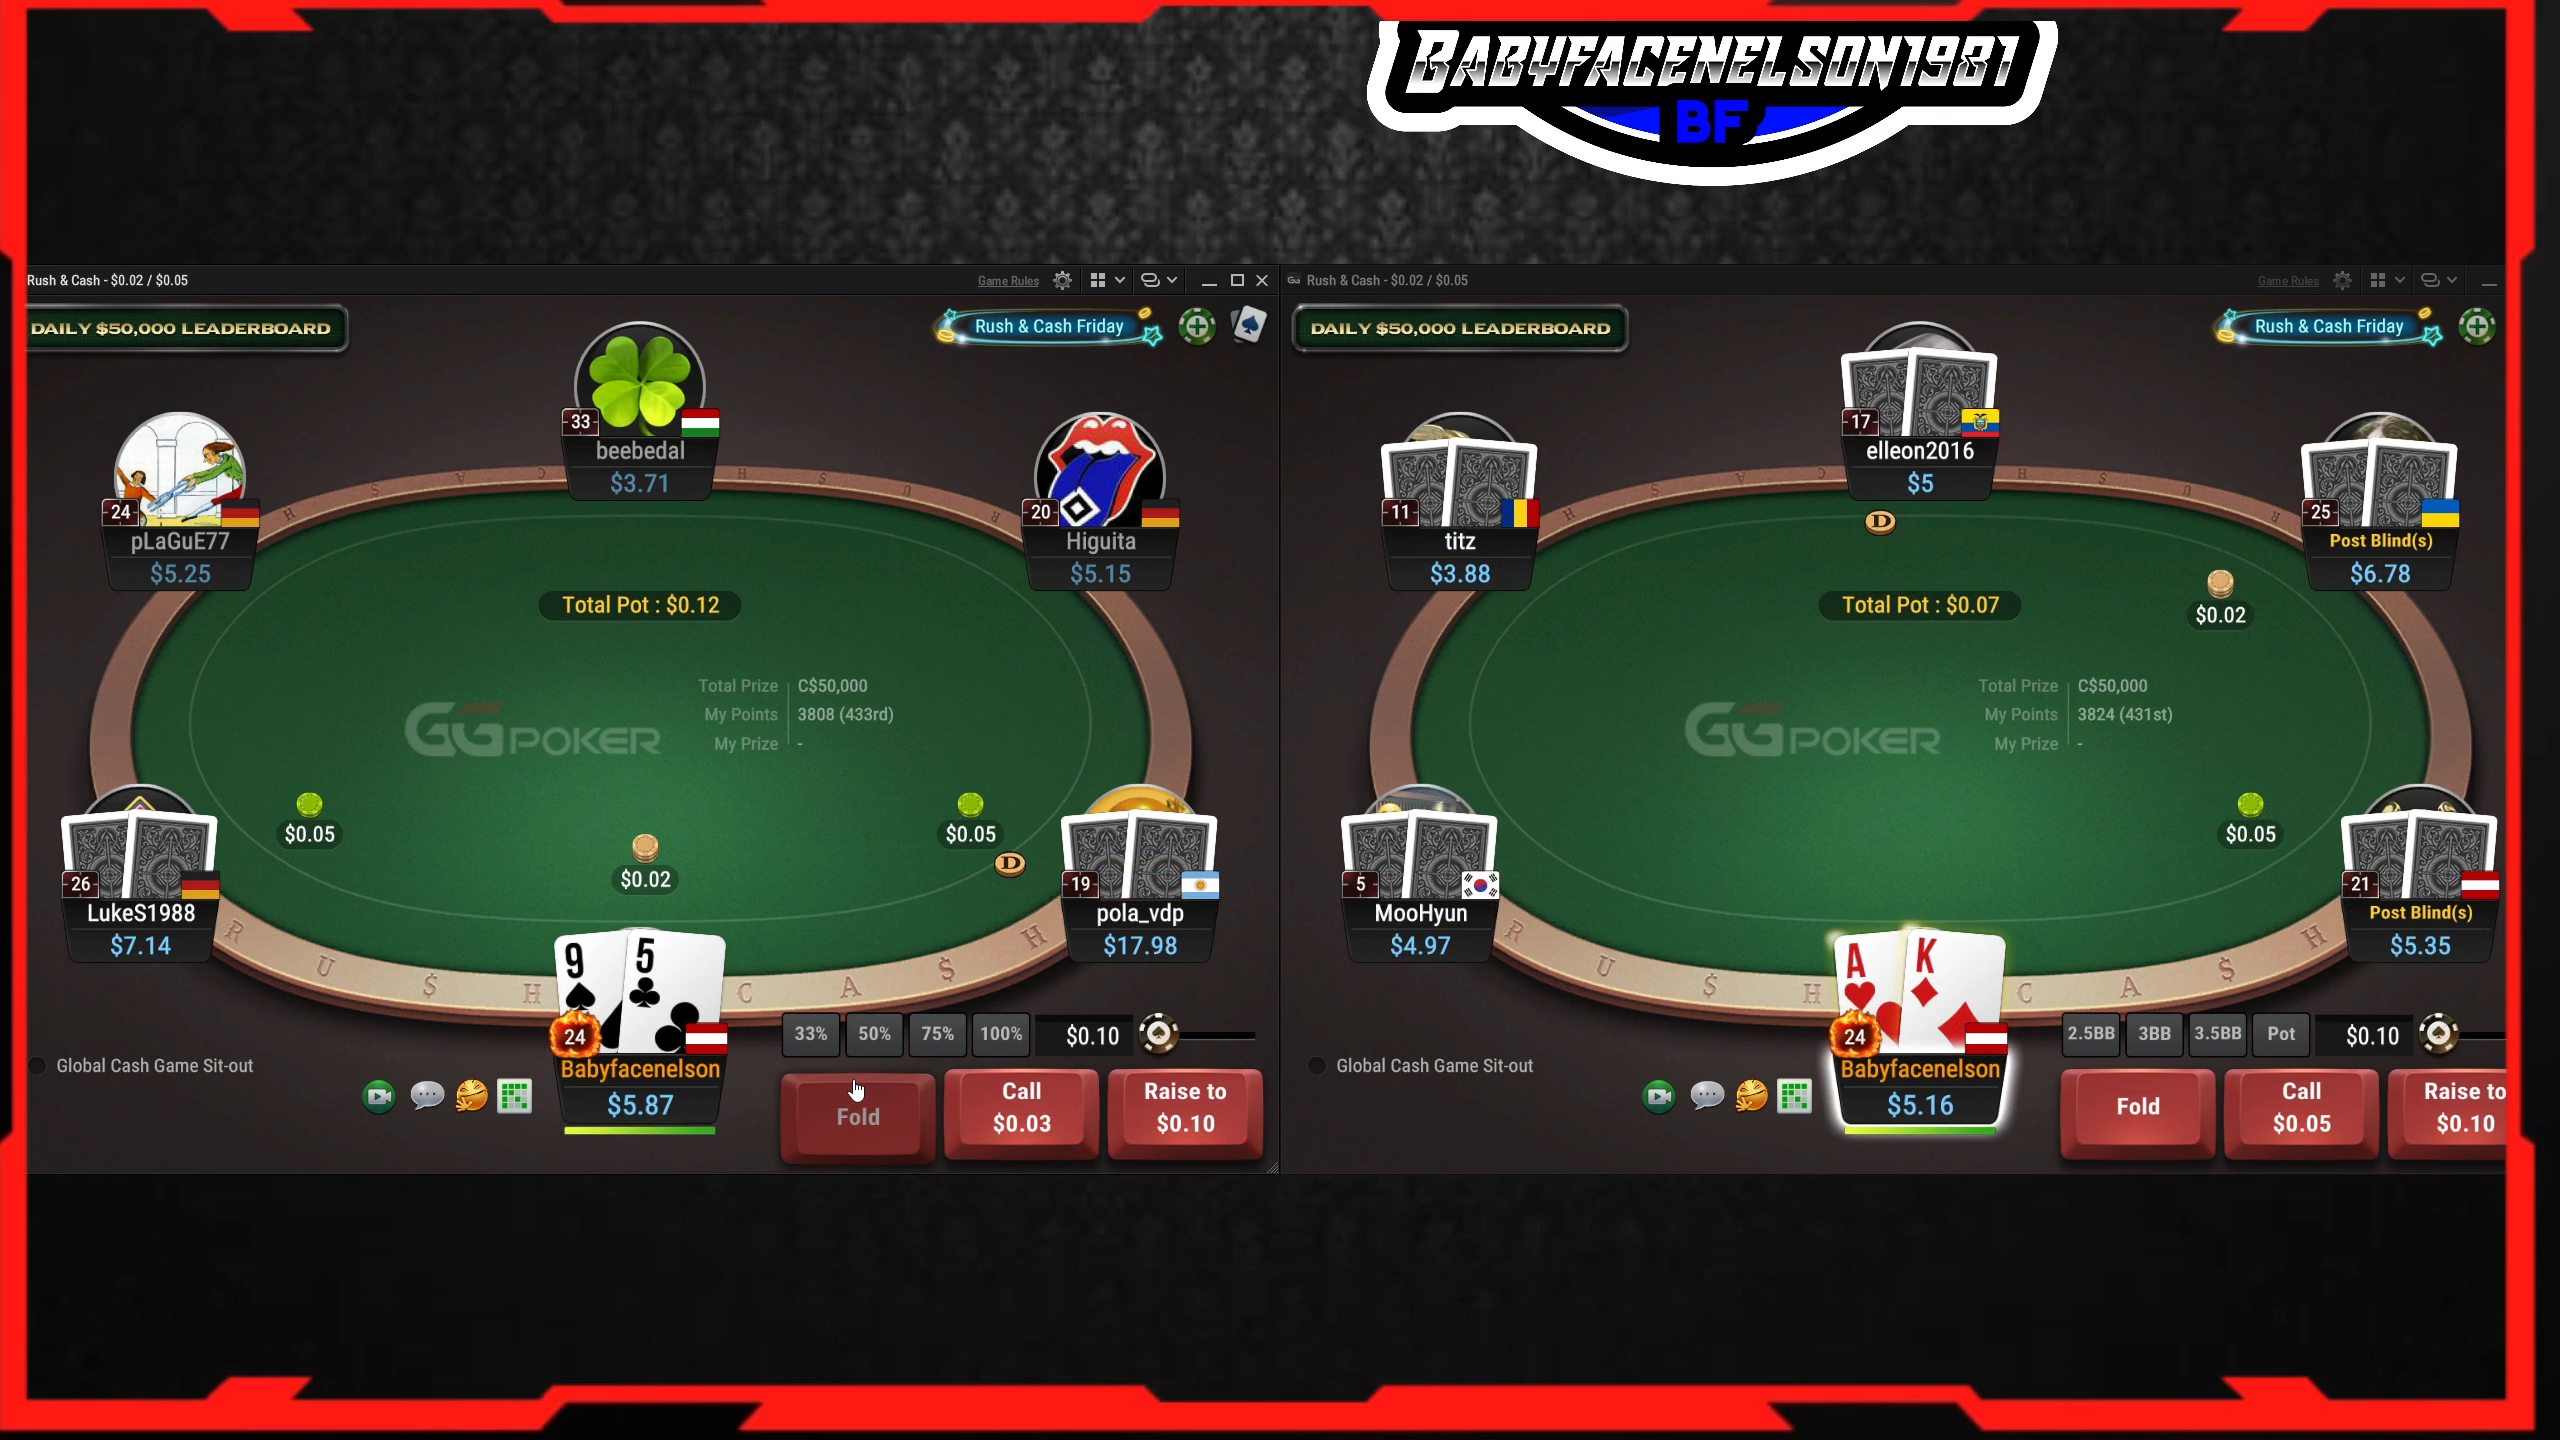 BABYFACENELSON1981
BF
Rush & Cash - $0.02 / $0.05
Game Rules
DAILY $50,000 LEADERBOARD
Rush & Cash Friday
33
beebedal
$3.71
24
pLaGuE77
$5.25
20
Higuita
$5.15
Total Pot : $0.12
Total Prize C$50,000
My Points 3808 (433rd)
My Prize -
GGPOKER
$0.05
$0.05
D
$0.02
26
LukeS1988
$7.14
19
pola_vdp
$17.98
R U $ H C A $ H
9 5
24
Babyfacenelson
$5.87
33% 50% 75% 100% $0.10
Global Cash Game Sit-out
Fold
Call
$0.03
Raise to
$0.10
GG Rush & Cash - $0.02 / $0.05
Game Rules
DAILY $50,000 LEADERBOARD
Rush & Cash Friday
17
elleon2016
$5
D
11
titz
$3.88
25
Post Blind(s)
$6.78
$0.02
Total Pot : $0.07
Total Prize C$50,000
My Points 3824 (431st)
My Prize -
GGPOKER
$0.05
5
MooHyun
$4.97
21
Post Blind(s)
$5.35
R U $ H C A $ H
A K
24
Babyfacenelson
$5.16
2.5BB 3BB 3.5BB Pot $0.10
Global Cash Game Sit-out
Fold
Call
$0.05
Raise to
$0.10